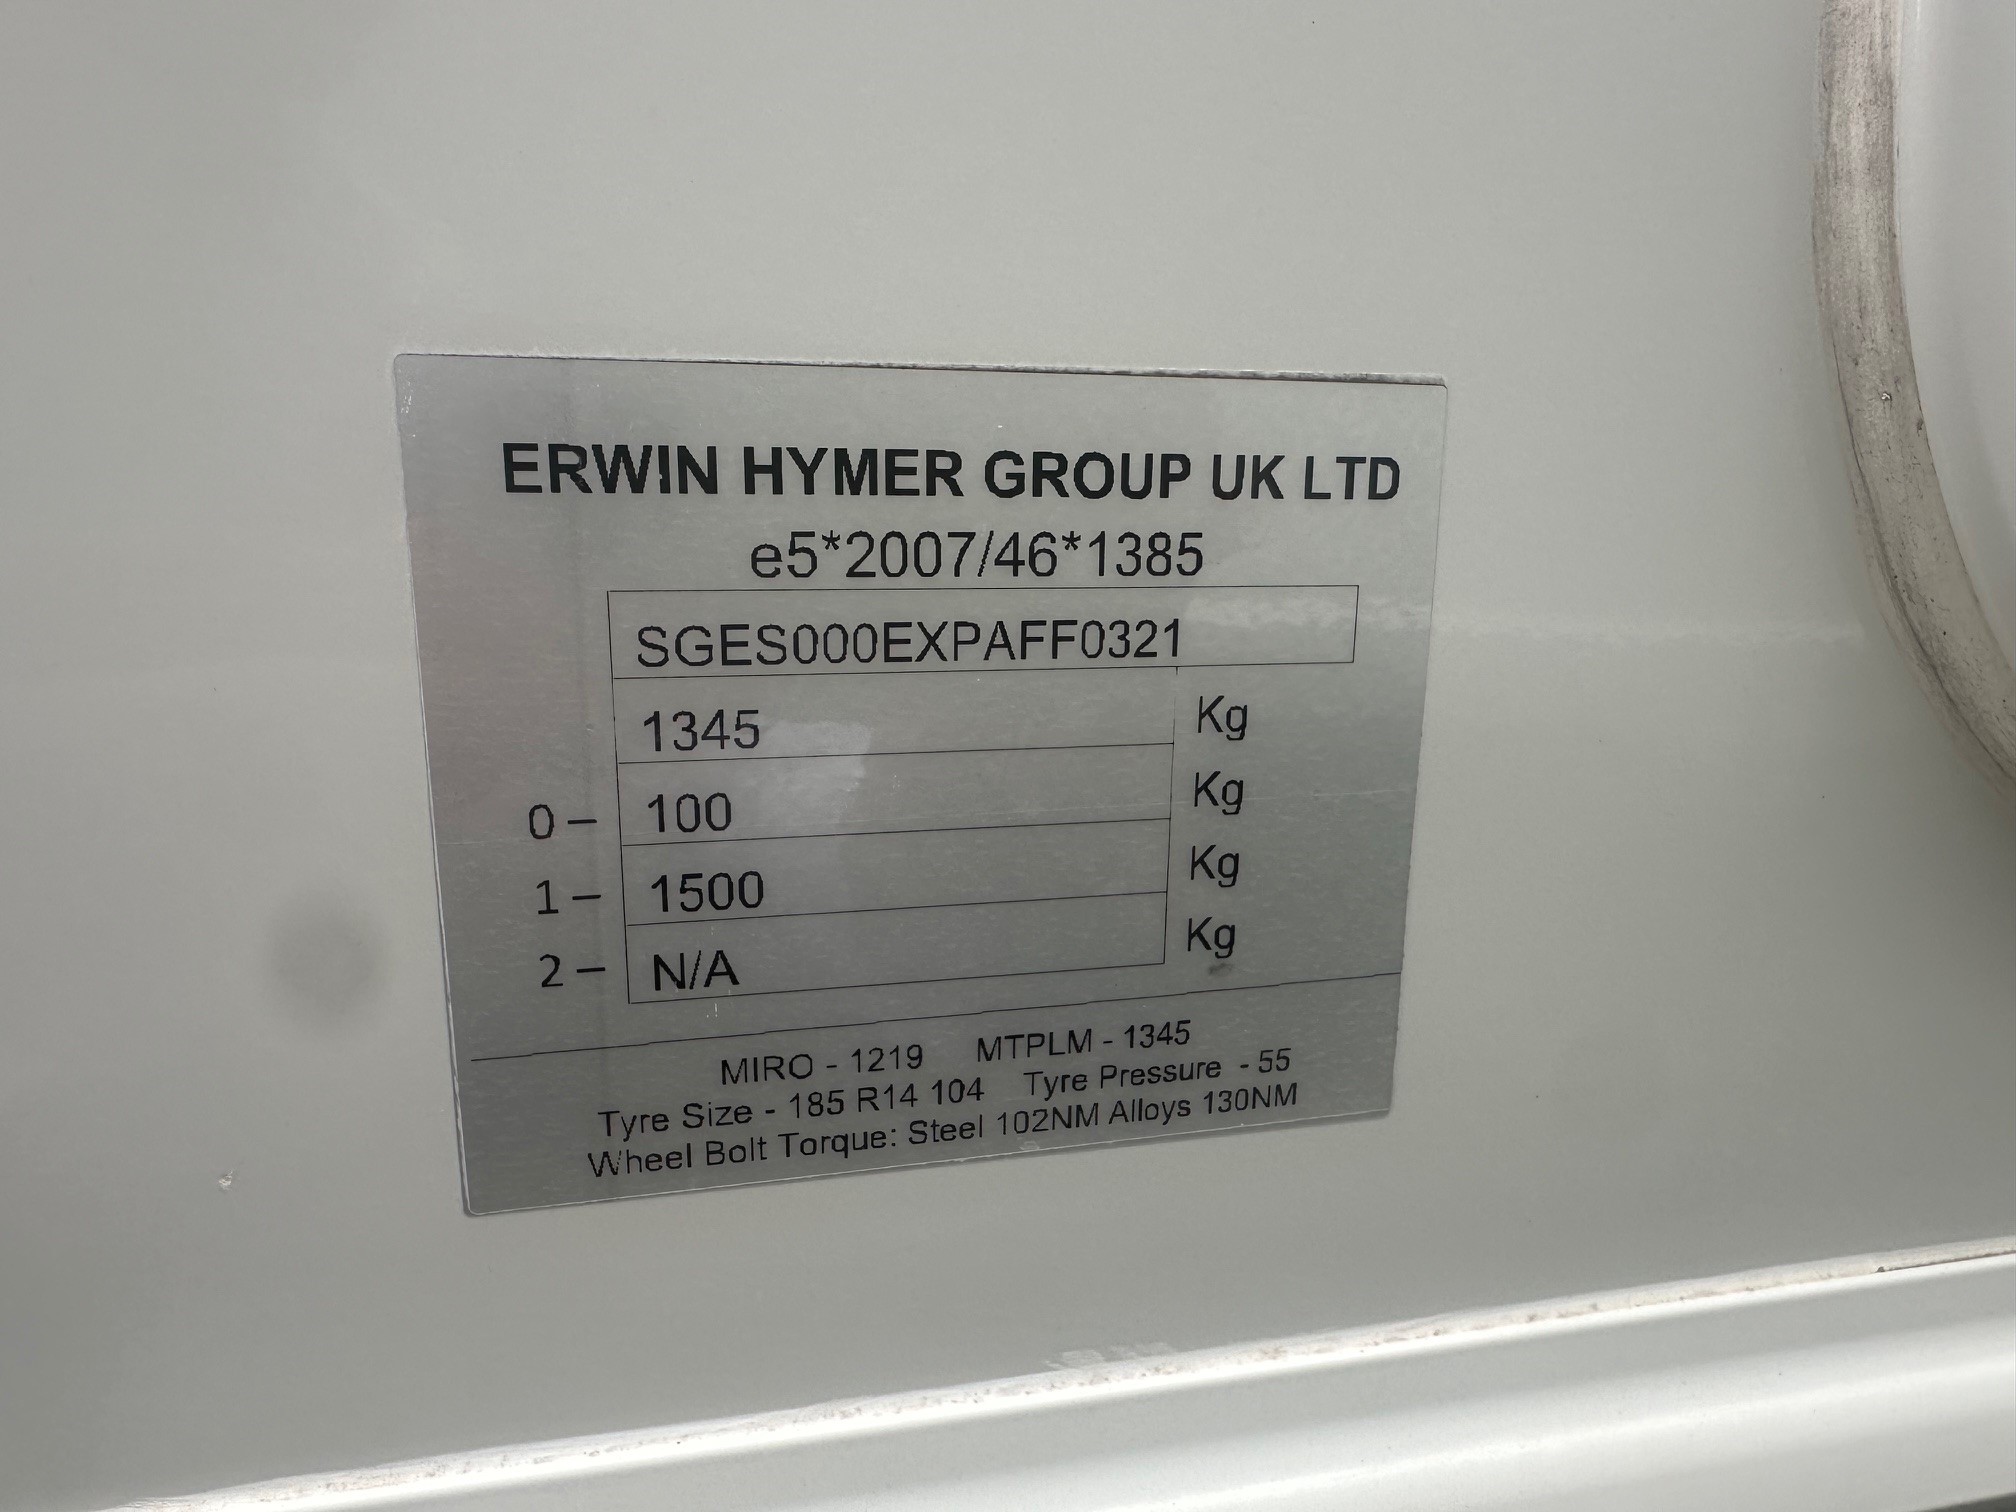 ERWIN HYMER GROUP UK LTD
e5*2007/46*1385
SGES000EXPAFF0321
1345 Kg
0 – 100 Kg
1 – 1500 Kg
2 – N/A Kg
MIRO - 1219 MTPLM - 1345
Tyre Size - 185 R14 104 Tyre Pressure - 55
Wheel Bolt Torque: Steel 102NM Alloys 130NM